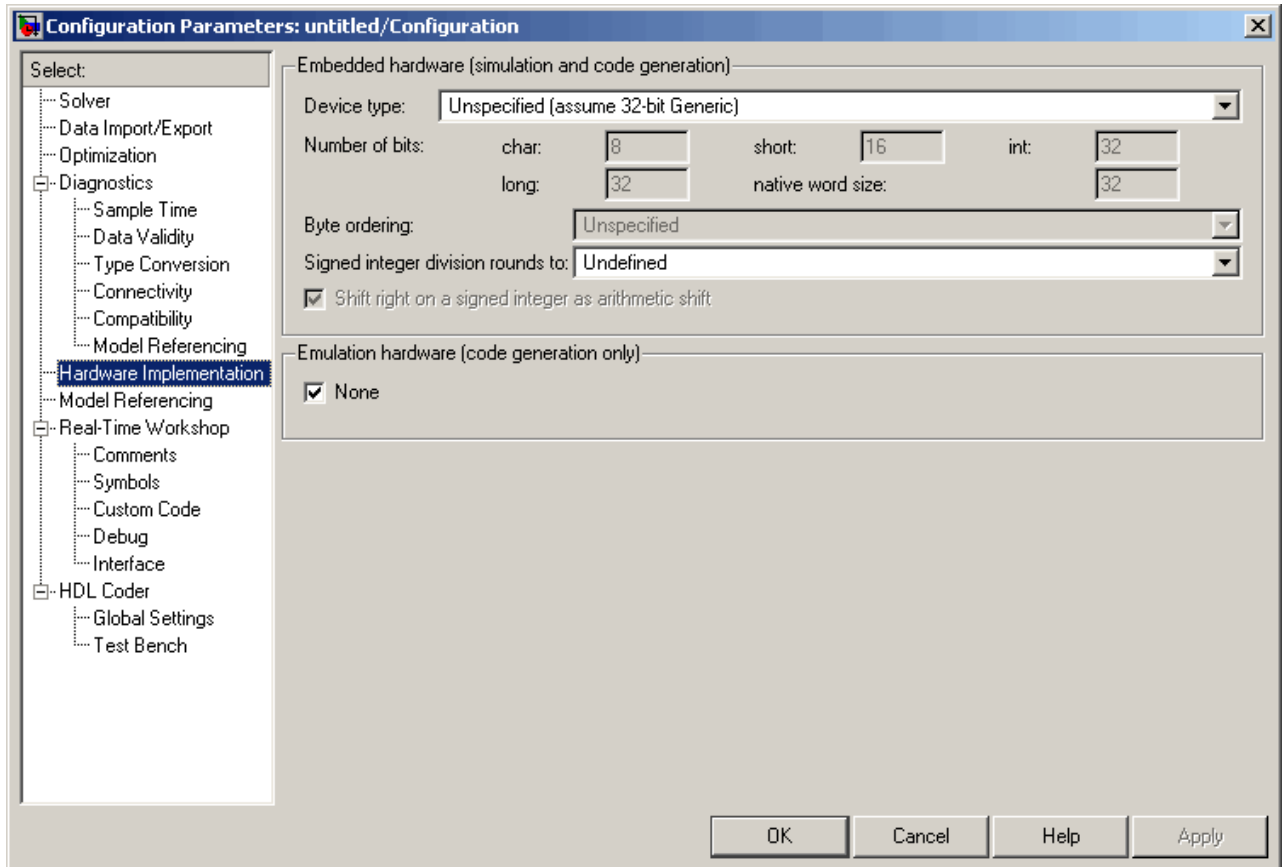 Configuration Parameters: untitled/Configuration
Select:
Solver
Data Import/Export
Optimization
Diagnostics
Sample Time
Data Validity
Type Conversion
Connectivity
Compatibility
Model Referencing
Hardware Implementation
Model Referencing
Real-Time Workshop
Comments
Symbols
Custom Code
Debug
Interface
HDL Coder
Global Settings
Test Bench
Embedded hardware (simulation and code generation)
Device type: Unspecified (assume 32-bit Generic)
Number of bits: char: 8 short: 16 int: 32
long: 32 native word size: 32
Byte ordering: Unspecified
Signed integer division rounds to: Undefined
Shift right on a signed integer as arithmetic shift
Emulation hardware (code generation only)
None
OK Cancel Help Apply